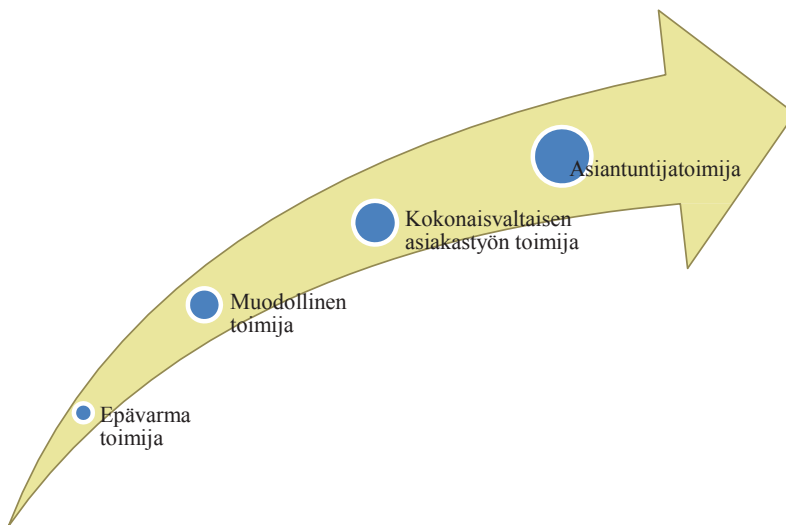 Asiantuntijatoimija
Kokonaisvaltaisen
asiakastyön toimija
Muodollinen
toimija
Epävarma
toimija